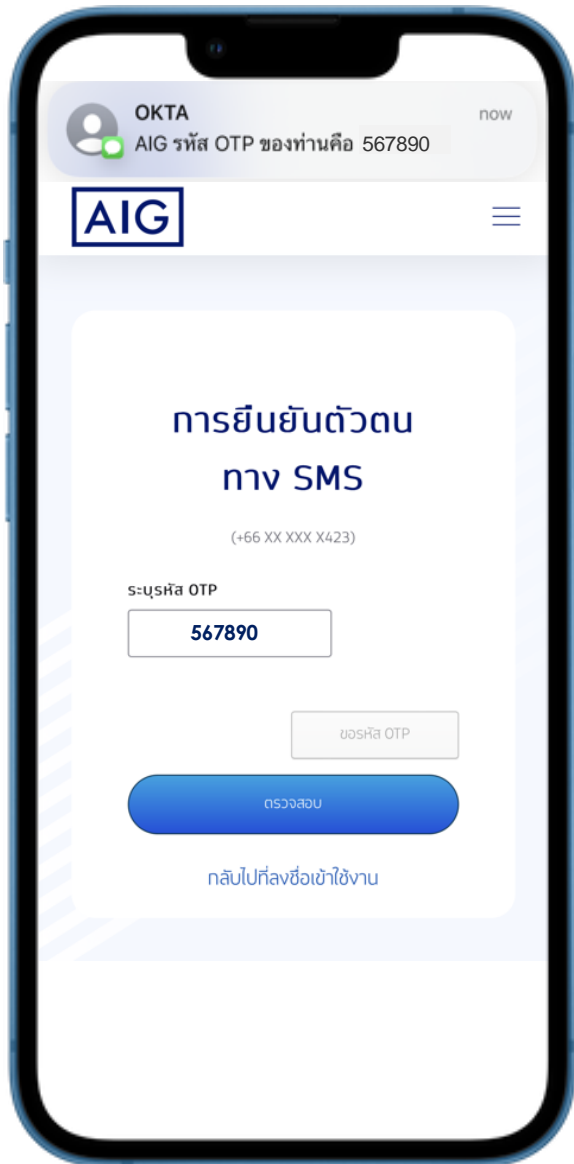 OKTA
now
AIG รหัส OTP ของท่านคือ 567890
AIG
การยืนยันตัวตน
ทาง SMS
(+66 XX XXX X423)
ระบุรหัส OTP
567890
ขอรหัส OTP
ตรวจสอบ
กลับไปที่ลงชื่อเข้าใช้งาน